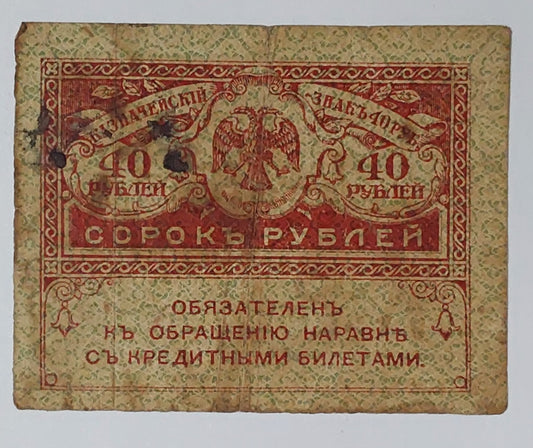 КАЗНАЧЕЙСКІЙ ЗНАКЪ 40 РУБ.
40 40
РУБЛЕЙ РУБЛЕЙ
СОРОКЪ РУБЛЕЙ
ОБЯЗАТЕЛЕНЪ
КЪ ОБРАЩЕНІЮ НАРАВНѢ
СЪ КРЕДИТНЫМИ БИЛЕТАМИ.